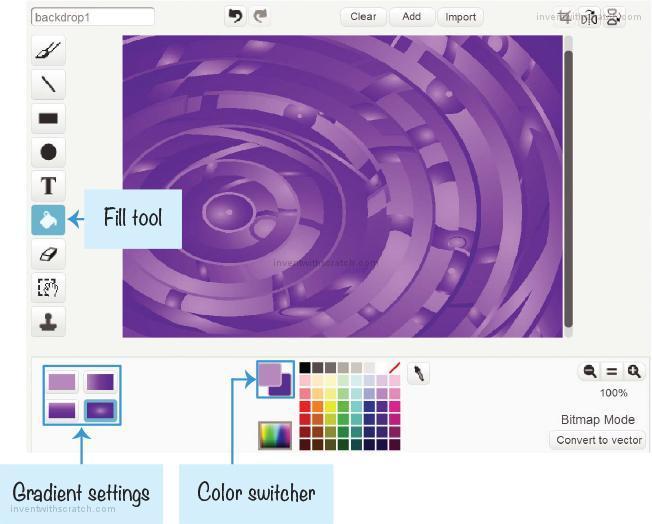 backdrop1
Clear
Add
Import
inventwithscratch.com
T
Fill tool
inventwithscratch.com
100%
Bitmap Mode
Convert to vector
Gradient settings
Color switcher
inventwithscratch.com